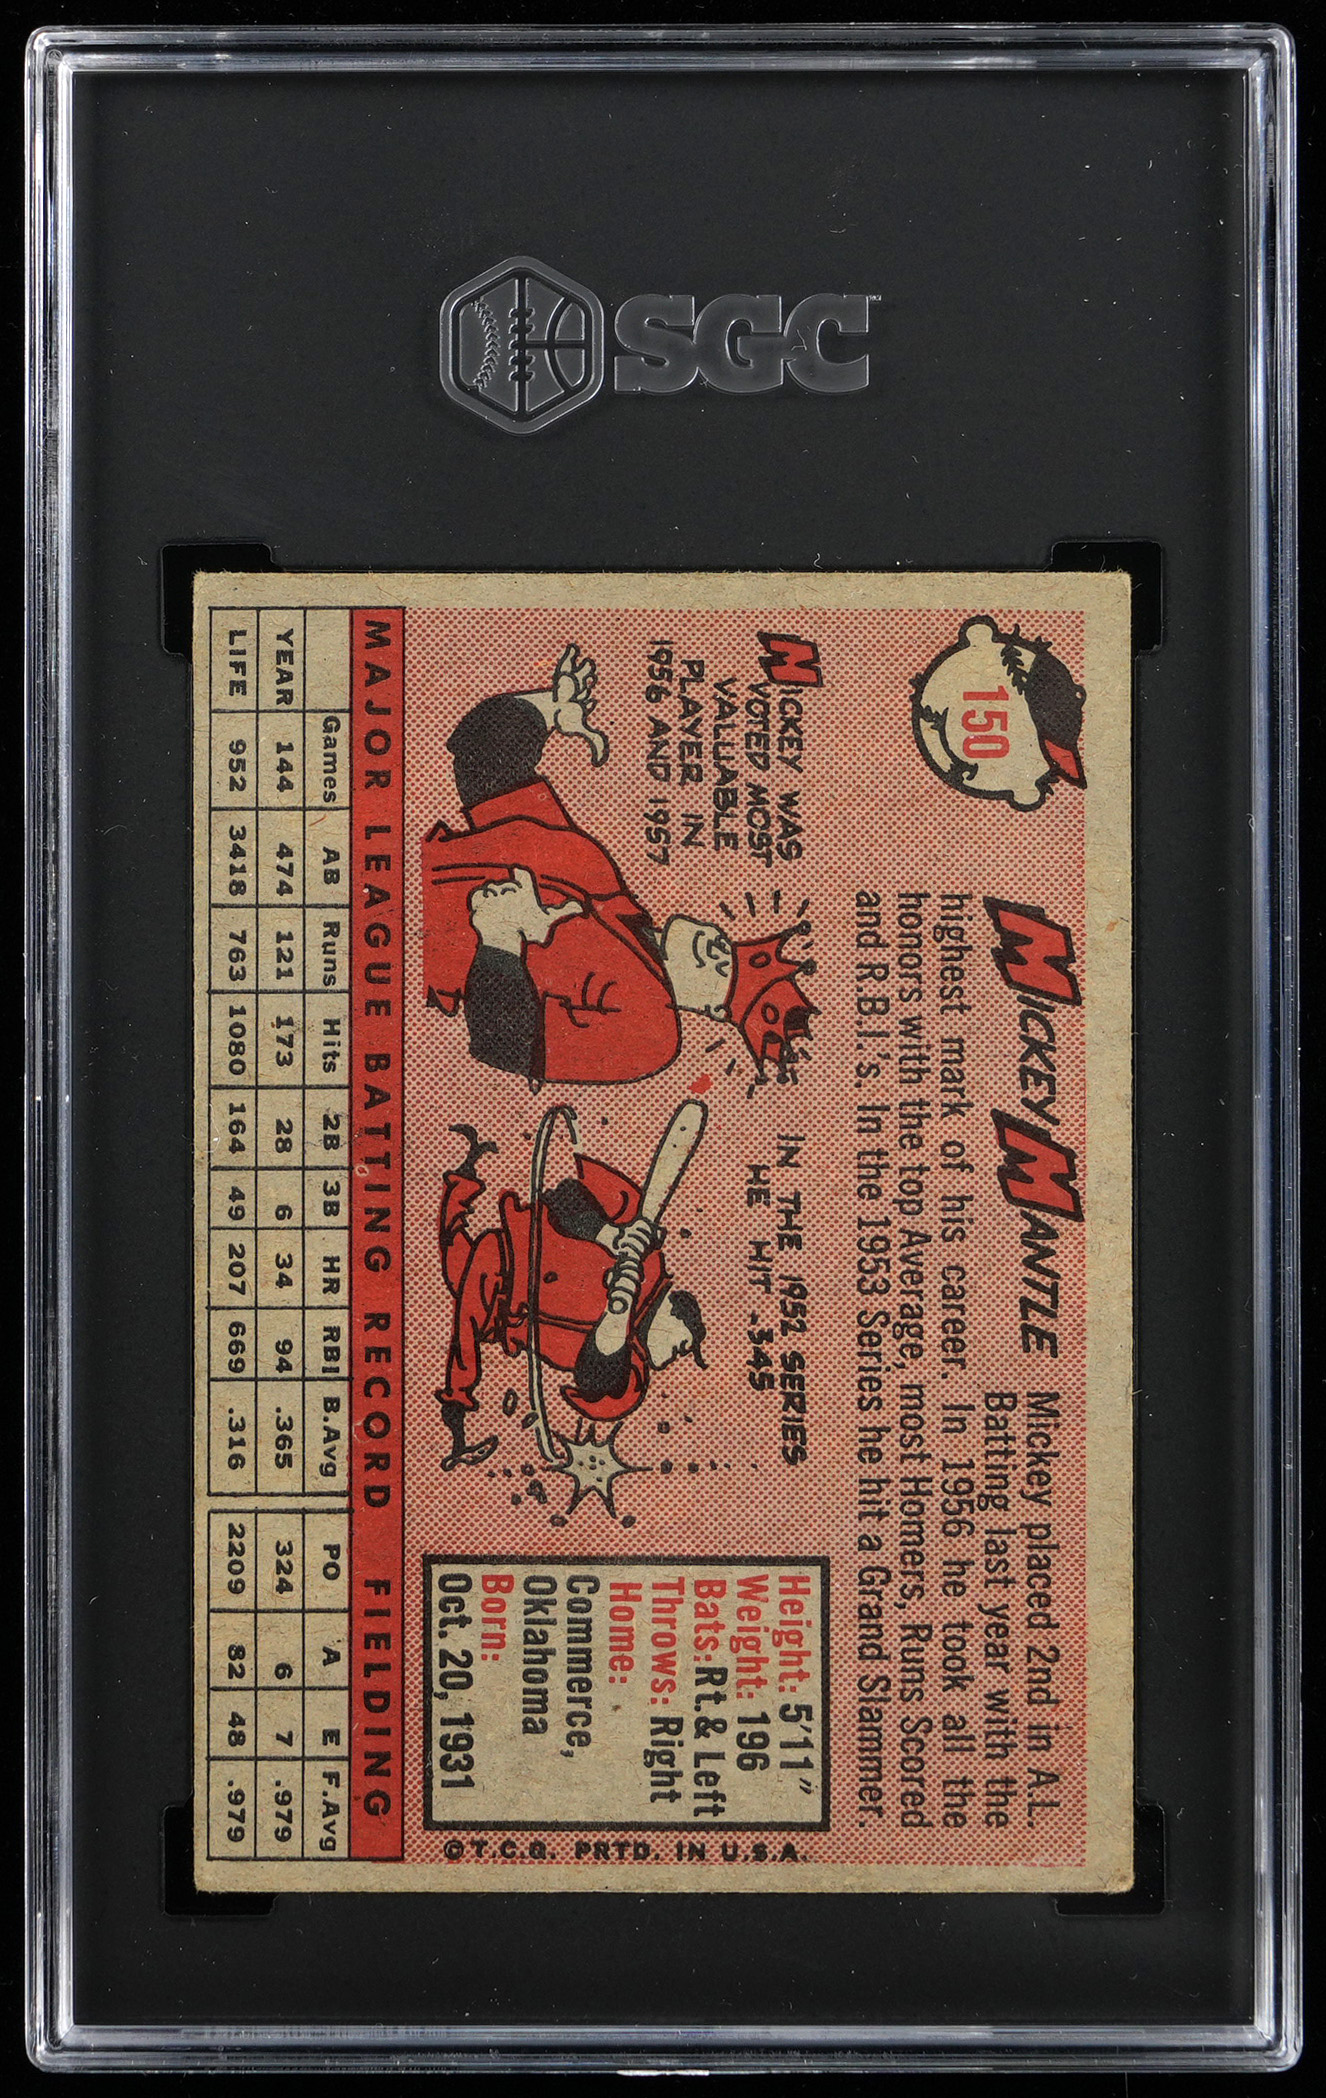 SGC
150
MICKEY MANTLE
Mickey placed 2nd in A.L.
Batting last year with the
highest mark of his career. In 1956 he took all the
honors with the top Average, most Homers, Runs Scored
and R.B.I.'s. In the 1953 Series he hit a Grand Slammer.
MICKEY WAS
VOTED MOST
VALUABLE
PLAYER IN
1956 AND 1957
IN THE 1952 SERIES
HE HIT .345
Height: 5'11"
Weight: 196
Bats: Rt. & Left
Throws: Right
Home:
Commerce,
Oklahoma
Born:
Oct. 20, 1931
©T.C.G. PRTD. IN U.S.A.
MAJOR LEAGUE BATTING RECORD FIELDING
Games AB Runs Hits 2B 3B HR RBI B.Avg PO A E F.Avg
YEAR 144 474 121 173 28 6 34 94 .365 324 6 7 .979
LIFE 952 3418 763 1080 164 49 207 669 .316 2209 82 48 .979